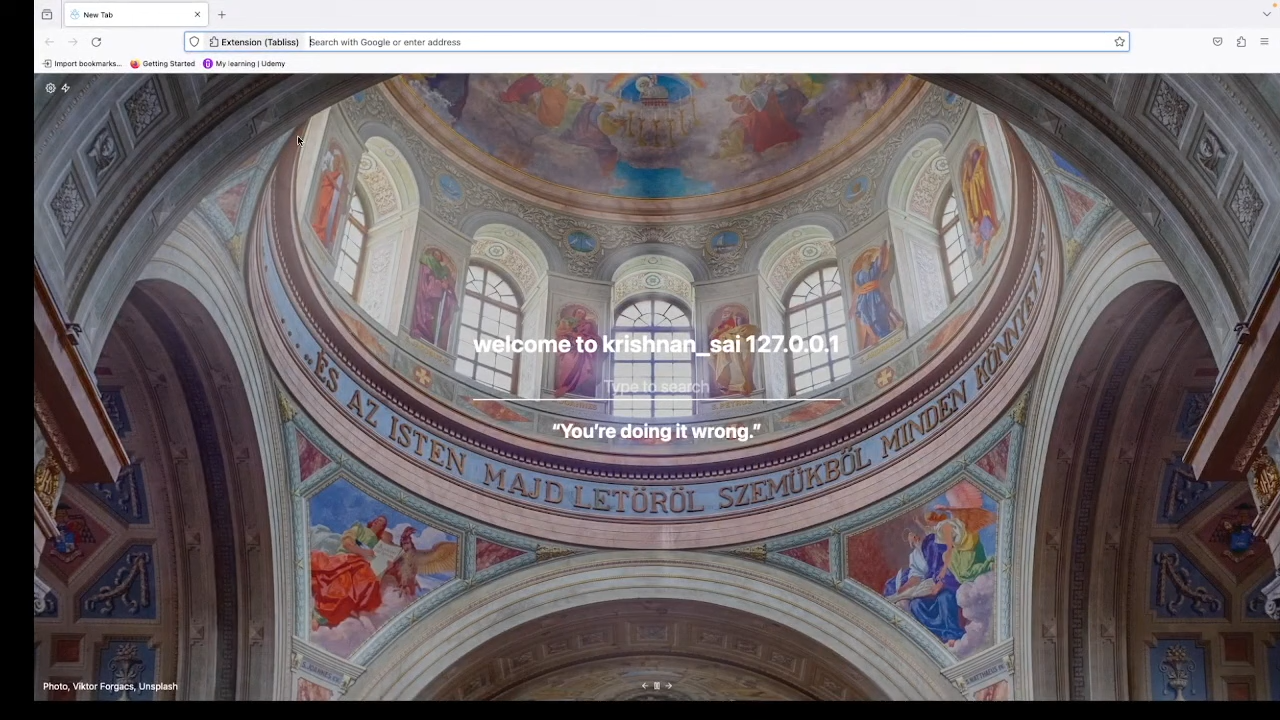 New Tab
Extension (Tabliss)
Search with Google or enter address
Import bookmarks...
Getting Started
My learning | Udemy
welcome to krishnan_sai 127.0.0.1
Type to search
“You’re doing it wrong.”
...ÉS AZ ISTEN MAJD LETÖRÖL SZEMÜKBŐL MINDEN KÖNNYET
Photo, Viktor Forgacs, Unsplash